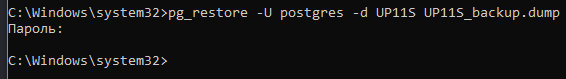 C:\Windows\system32>pg_restore -U postgres -d UP11S UP11S_backup.dump
Пароль:
C:\Windows\system32>